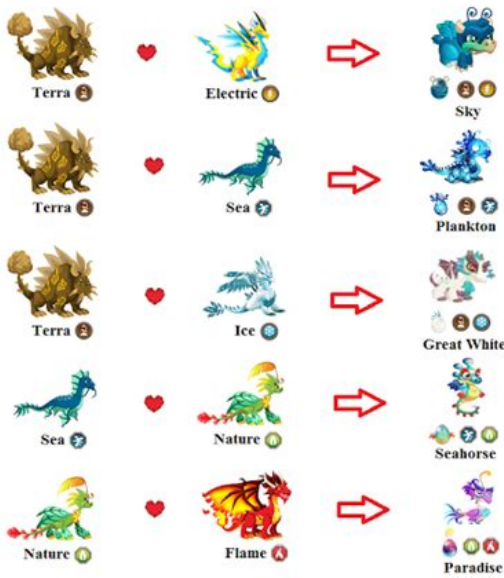 Terra Electric
Sky
Terra Sea
Plankton
Terra Ice
Great White
Sea Nature
Seahorse
Nature Flame
Paradise